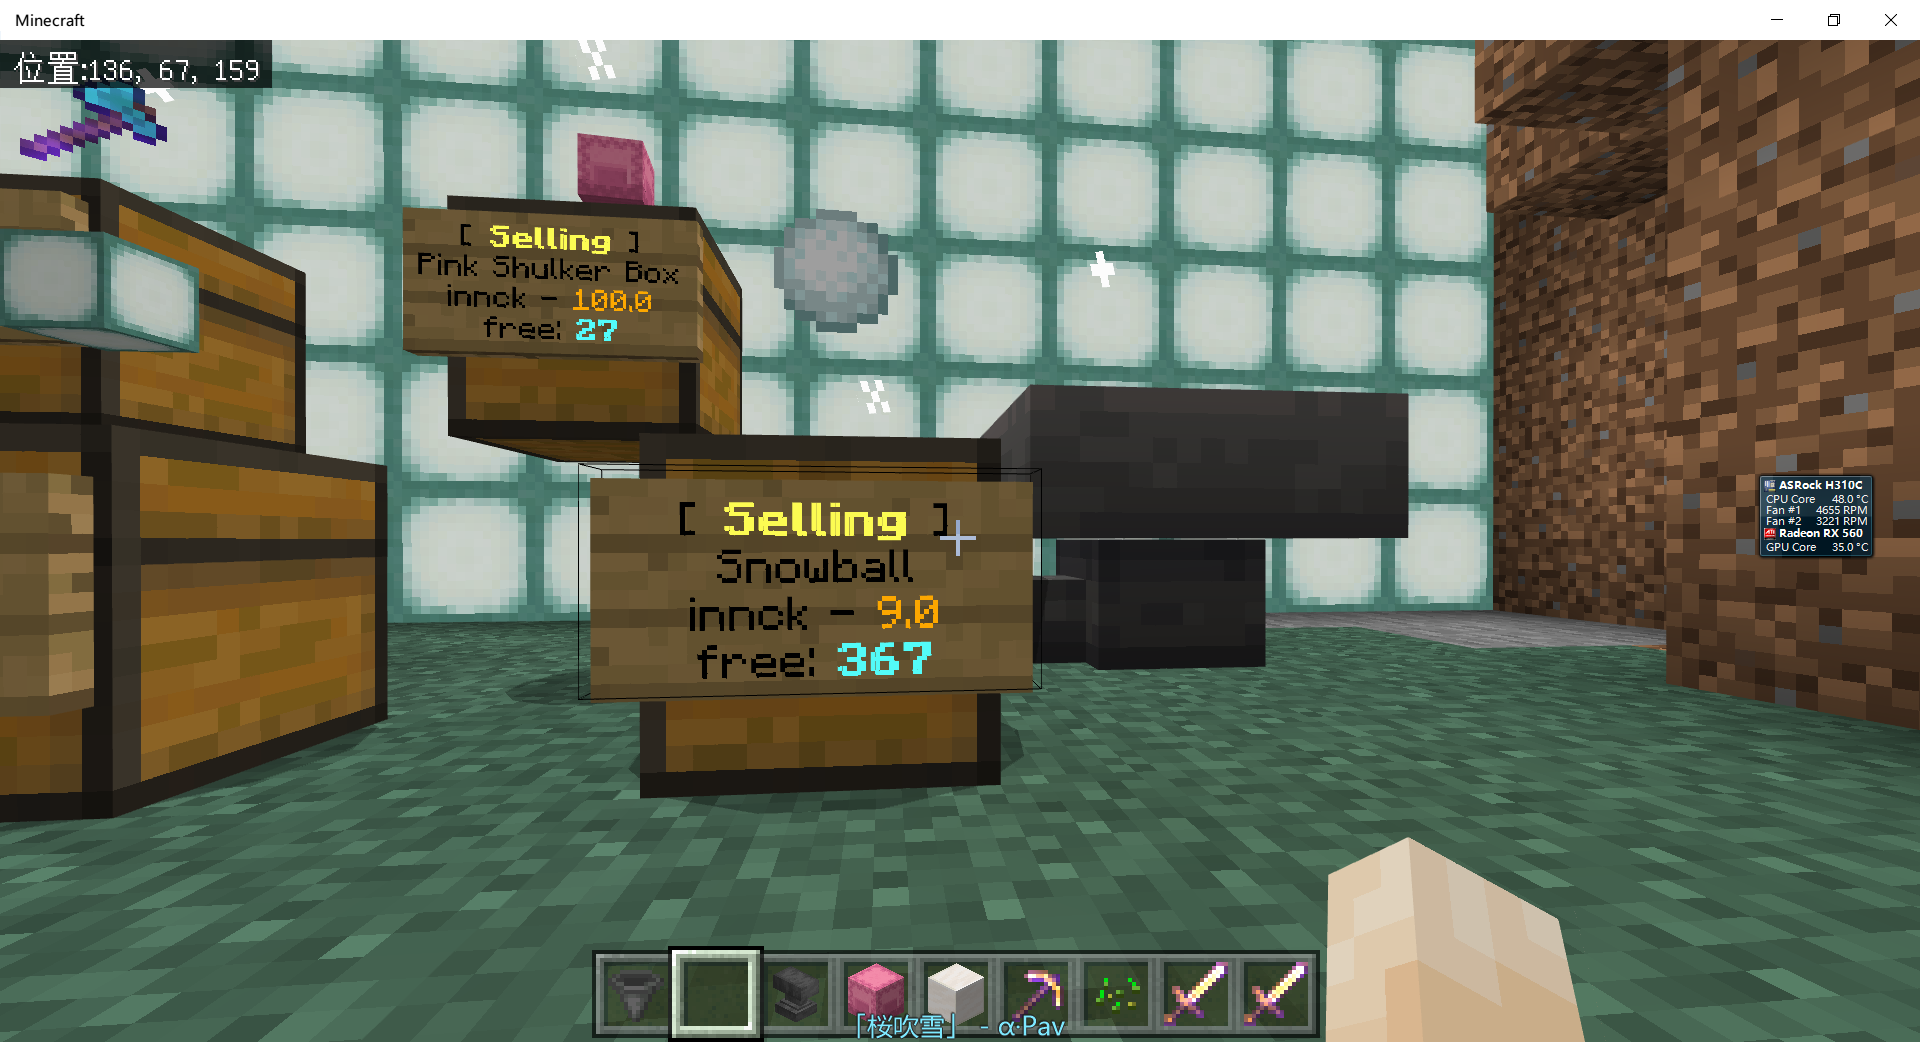 Minecraft
位置:136, 67, 159
[ Selling ]
Pink Shulker Box
innck - 100.0
free: 27
[ Selling ]
Snowball
innck - 9.0
free: 367
ASRock H310C
CPU Core 48.0 °C
Fan #1 4655 RPM
Fan #2 3221 RPM
Radeon RX 560
GPU Core 35.0 °C
「桜吹雪」 - α·Pav